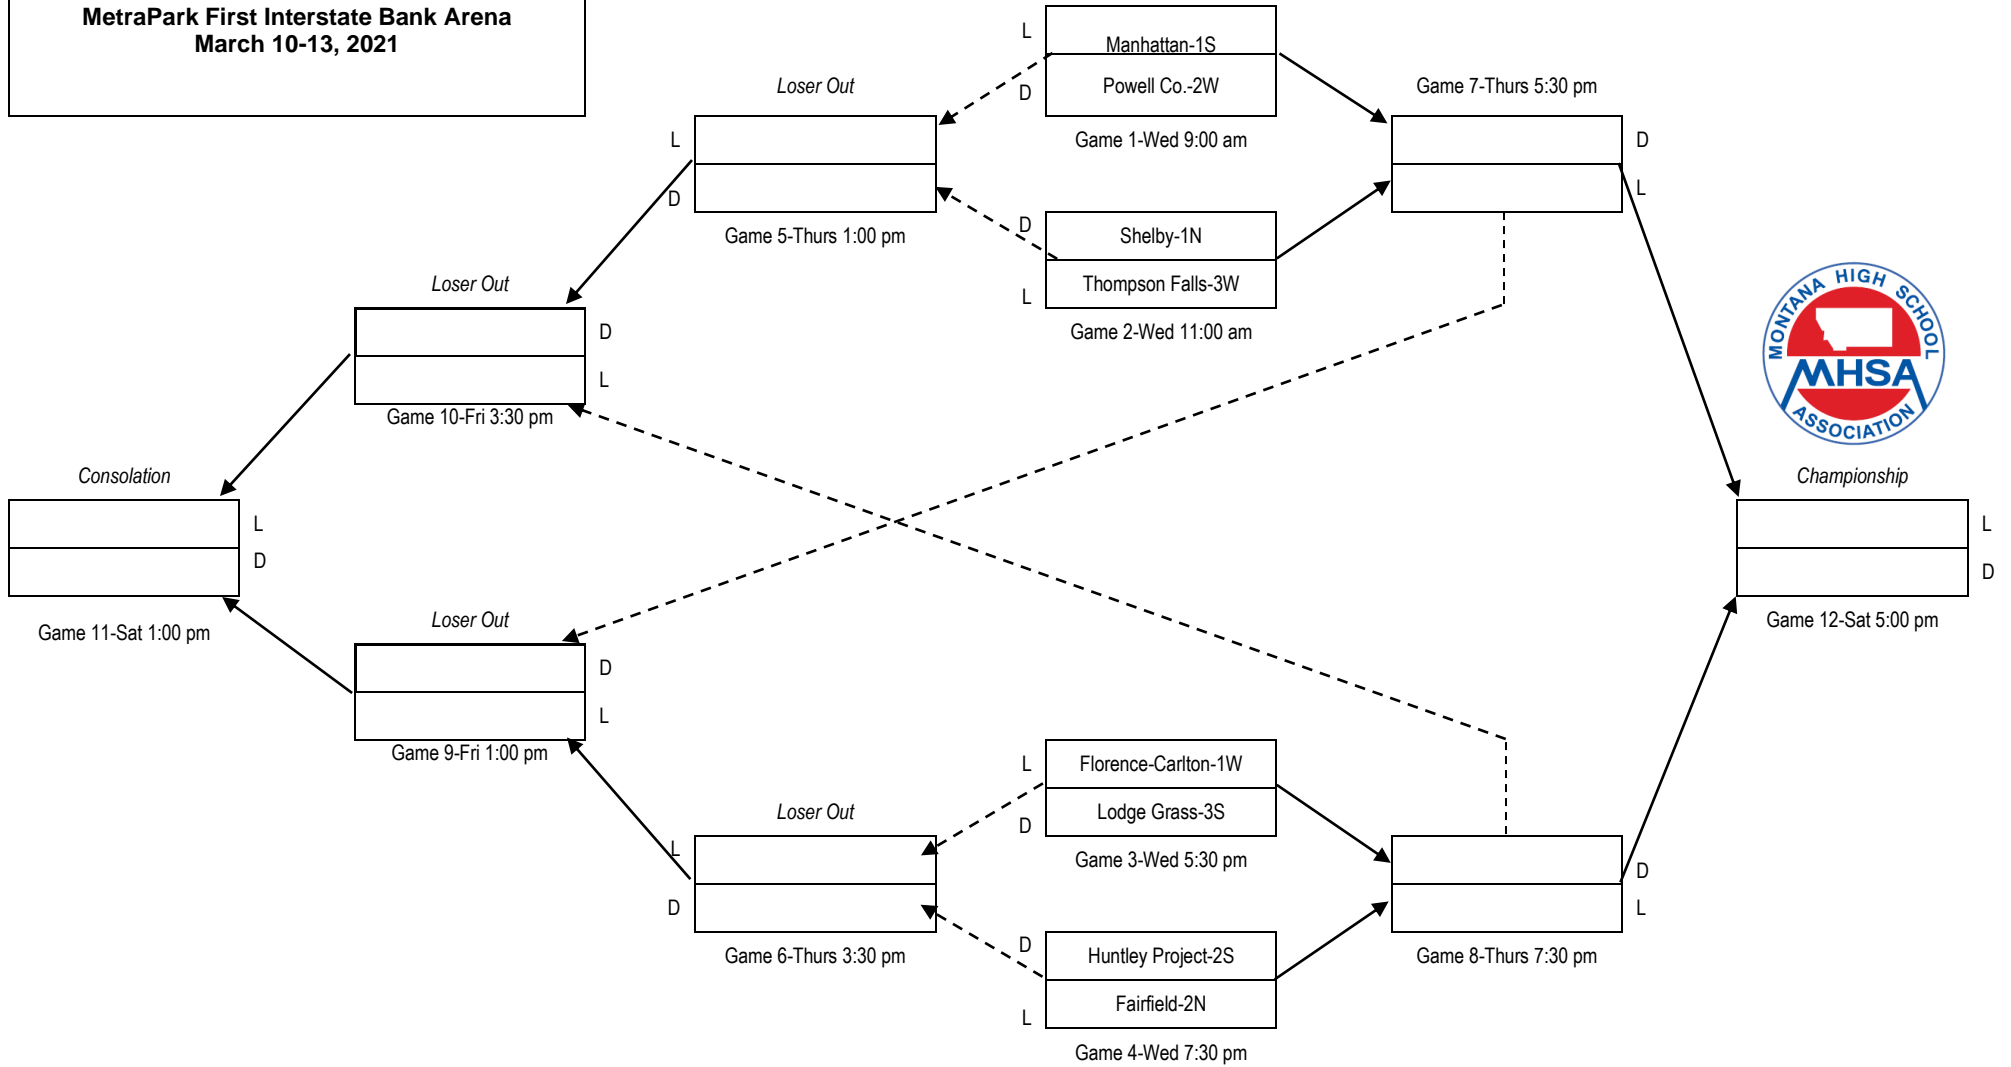 MetraPark First Interstate Bank Arena
March 10-13, 2021
L
Manhattan-1S
Loser Out
D
Powell Co.-2W
Game 7-Thurs 5:30 pm
L
Game 1-Wed 9:00 am
D
D
L
D
Shelby-1N
Game 5-Thurs 1:00 pm
Loser Out
L
Thompson Falls-3W
D
Game 2-Wed 11:00 am
L
Game 10-Fri 3:30 pm
MONTANA HIGH SCHOOL
MHSA
ASSOCIATION
Consolation
Championship
L
L
D
D
Game 11-Sat 1:00 pm
Loser Out
Game 12-Sat 5:00 pm
D
L
Game 9-Fri 1:00 pm
L
Florence-Carlton-1W
Loser Out
D
Lodge Grass-3S
L
Game 3-Wed 5:30 pm
D
D
L
D
Huntley Project-2S
Game 6-Thurs 3:30 pm
Game 8-Thurs 7:30 pm
L
Fairfield-2N
Game 4-Wed 7:30 pm